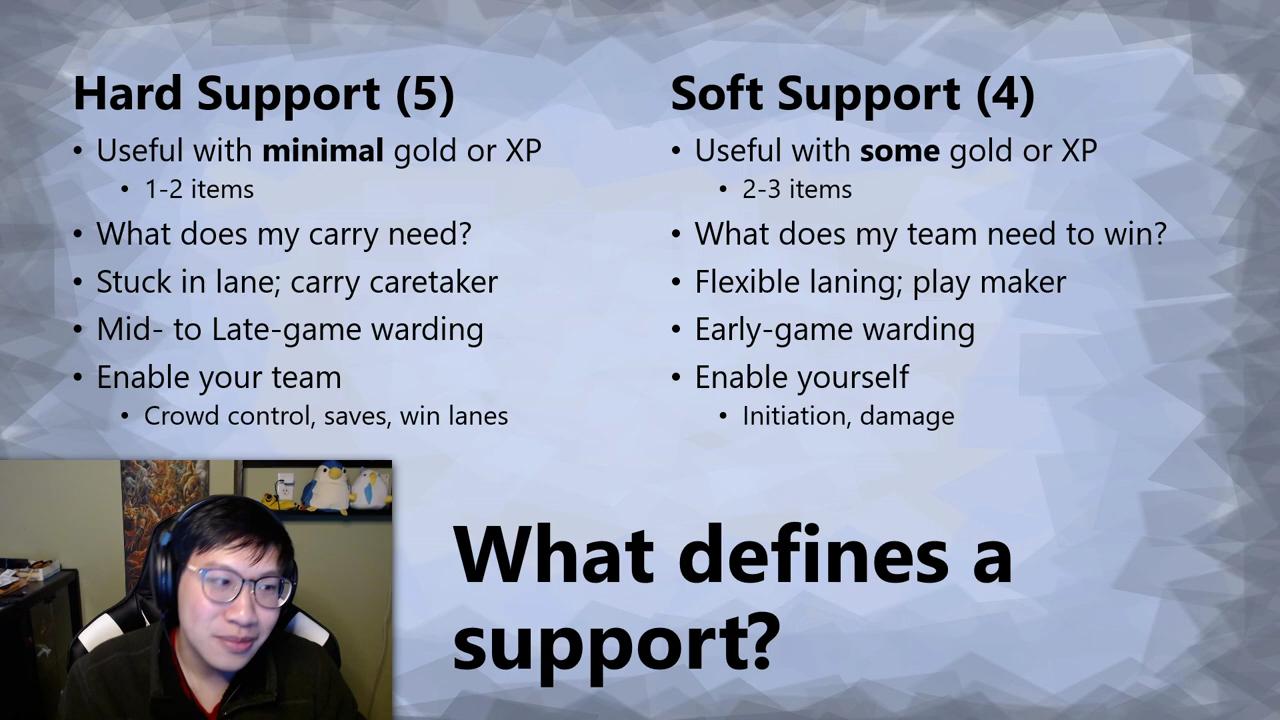 Hard Support (5)
• Useful with minimal gold or XP
• 1-2 items
• What does my carry need?
• Stuck in lane; carry caretaker
• Mid- to Late-game warding
• Enable your team
• Crowd control, saves, win lanes
Soft Support (4)
• Useful with some gold or XP
• 2-3 items
• What does my team need to win?
• Flexible laning; play maker
• Early-game warding
• Enable yourself
• Initiation, damage
What defines a
support?